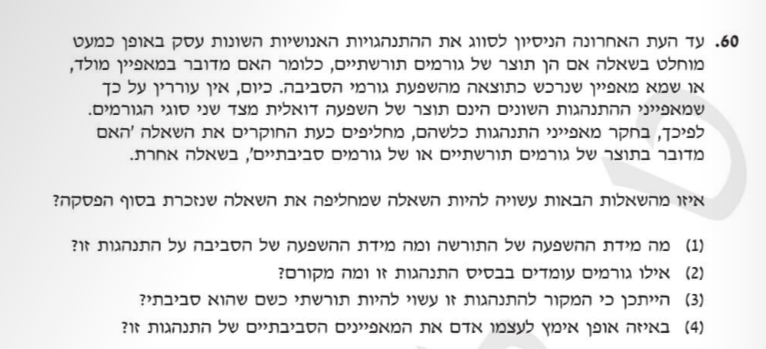 60. עד העת האחרונה הניסיון לסווג את ההתנהגויות האנושיות השונות עסק באופן כמעט
מוחלט בשאלה אם הן תוצר של גורמים תורשתיים, כלומר האם מדובר במאפיין מולד,
או שמא מאפיין שנרכש כתוצאה מהשפעת גורמי הסביבה. כיום, אין עוררין על כך
שמאפייני ההתנהגות השונים הינם תוצר של השפעה דואלית מצד שני סוגי הגורמים.
לפיכך, בחקר מאפייני התנהגות כלשהם, מחליפים כעת החוקרים את השאלה 'האם
מדובר בתוצר של גורמים תורשתיים או של גורמים סביבתיים', בשאלה אחרת.
איזו מהשאלות הבאות עשויה להיות השאלה שמחליפה את השאלה שנזכרת בסוף הפסקה?
(1) מה מידת ההשפעה של התורשה ומה מידת ההשפעה של הסביבה על התנהגות זו?
(2) אילו גורמים עומדים בבסיס התנהגות זו ומה מקורם?
(3) הייתכן כי המקור להתנהגות זו עשוי להיות תורשתי כשם שהוא סביבתי?
(4) באיזה אופן אימץ לעצמו אדם את המאפיינים הסביבתיים של התנהגות זו?